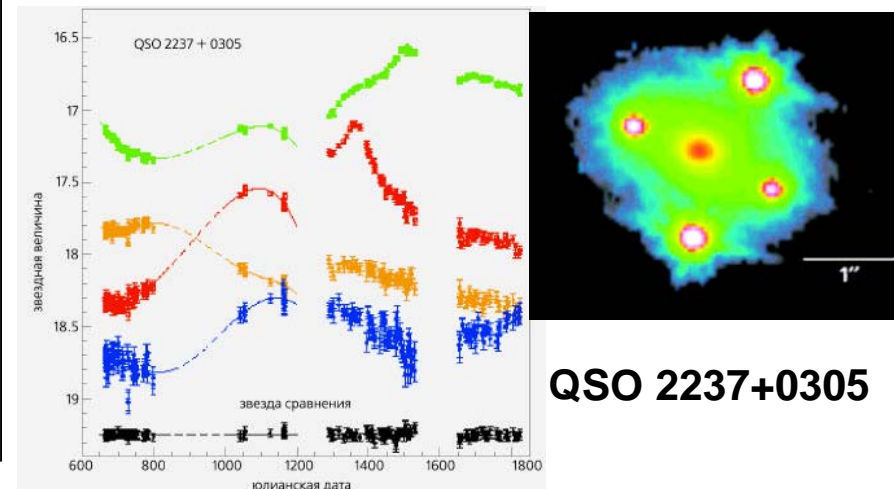 QSO 2237 + 0305
16.5
17
17.5
18
18.5
19
звездная величина
звезда сравнения
600 800 1000 1200 1400 1600 1800
юлианская дата
1″
QSO 2237+0305